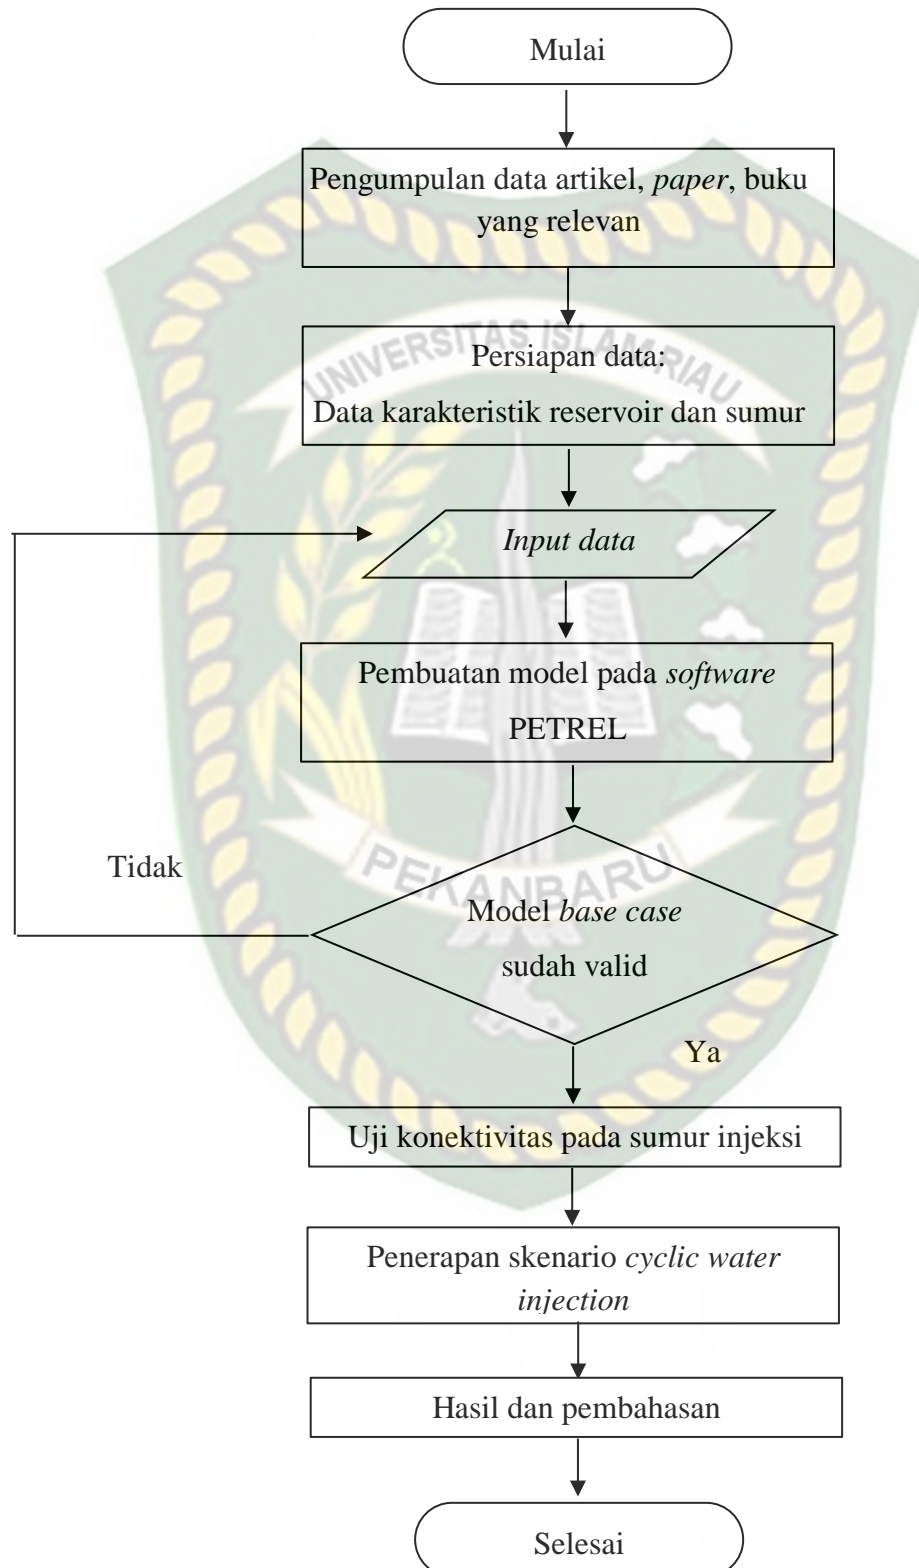 Mulai
Pengumpulan data artikel, paper, buku
yang relevan
UNIVERSITAS ISLAM RIAU
Persiapan data:
Data karakteristik reservoir dan sumur
Input data
Pembuatan model pada software
PETREL
Tidak
PEKANBARU
Model base case
sudah valid
Ya
Uji konektivitas pada sumur injeksi
Penerapan skenario cyclic water
injection
Hasil dan pembahasan
Selesai